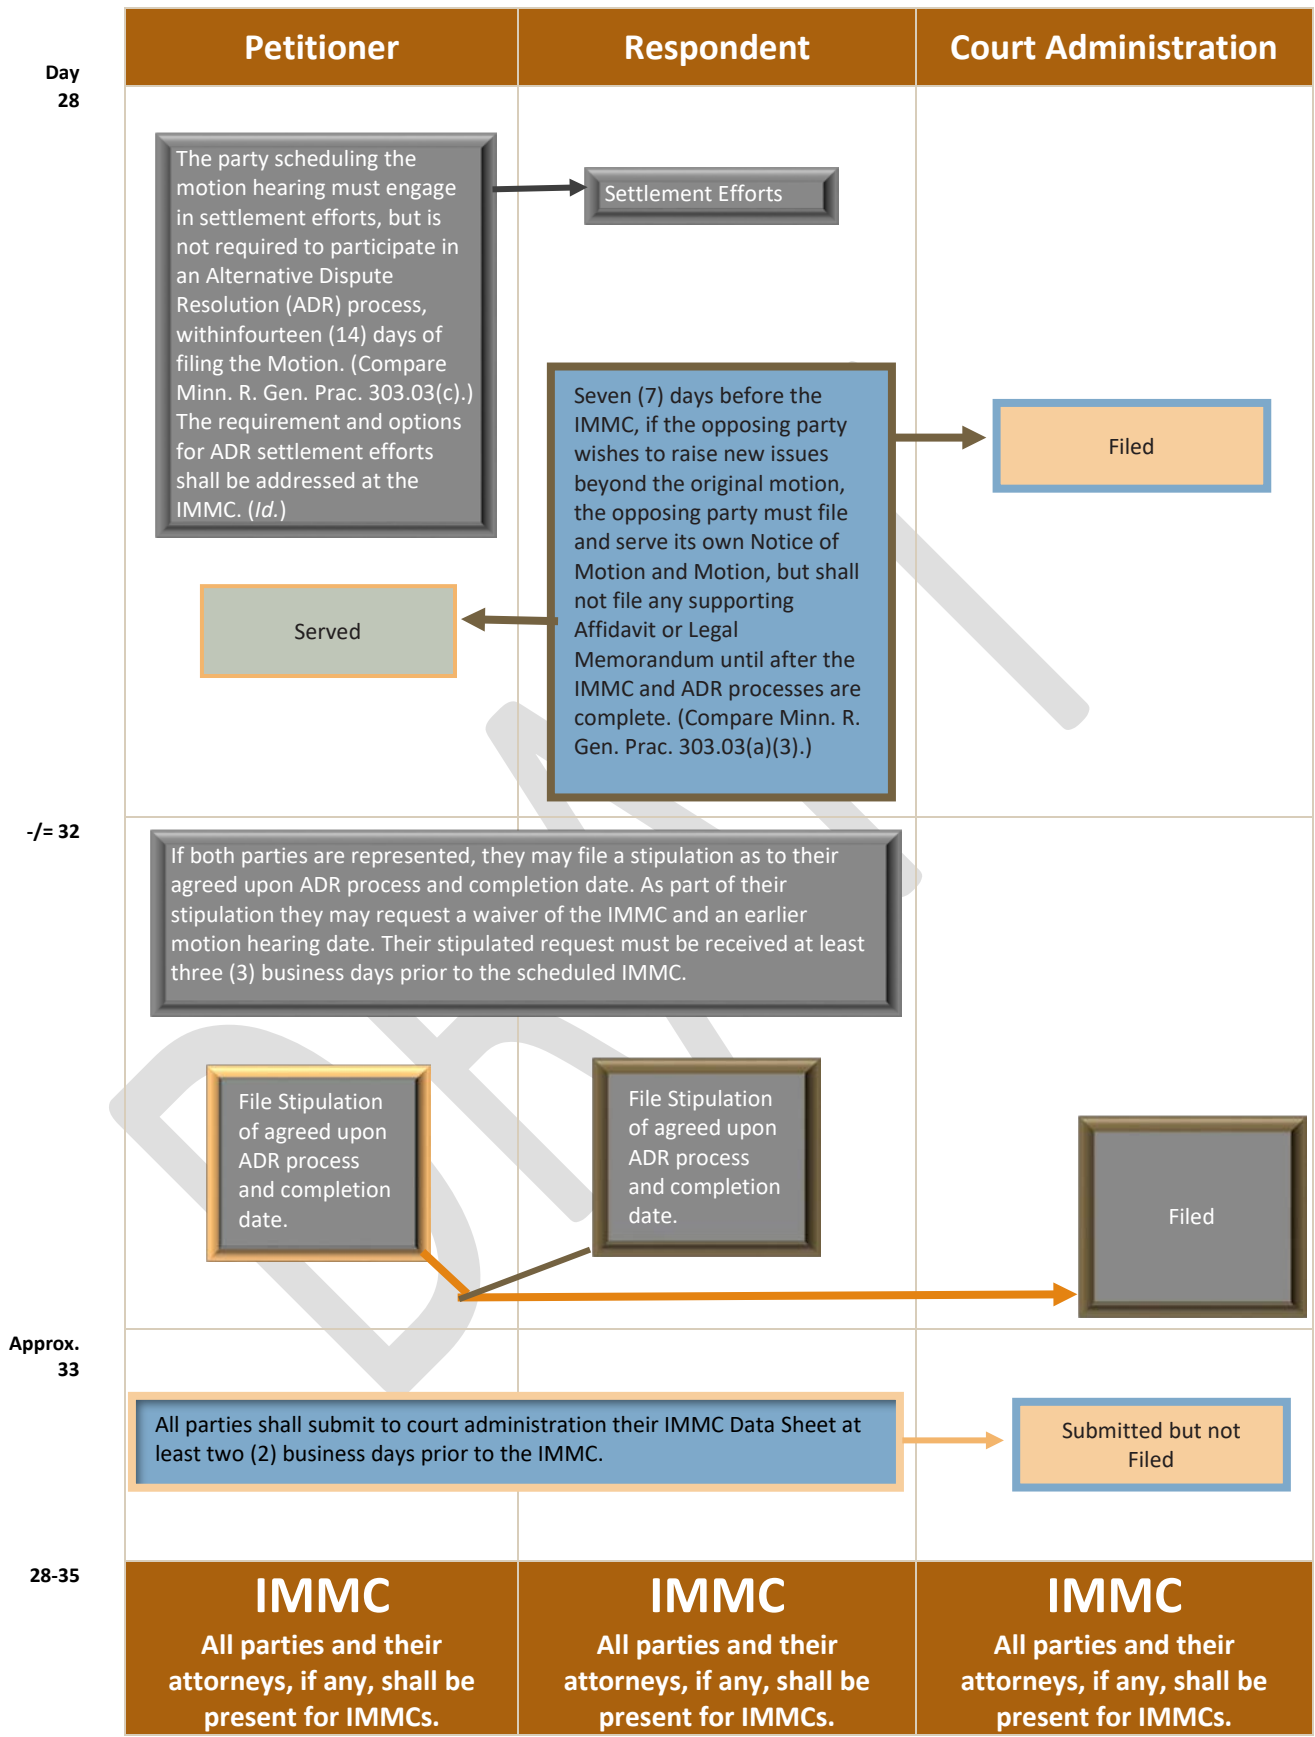 Petitioner
Respondent
Court Administration
Day
28
The party scheduling the
motion hearing must engage
in settlement efforts, but is
not required to participate in
an Alternative Dispute
Resolution (ADR) process,
withinfourteen (14) days of
filing the Motion. (Compare
Minn. R. Gen. Prac. 303.03(c).)
The requirement and options
for ADR settlement efforts
shall be addressed at the
IMMC. (Id.)
Settlement Efforts
Seven (7) days before the
IMMC, if the opposing party
wishes to raise new issues
beyond the original motion,
the opposing party must file
and serve its own Notice of
Motion and Motion, but shall
not file any supporting
Affidavit or Legal
Memorandum until after the
IMMC and ADR processes are
complete. (Compare Minn. R.
Gen. Prac. 303.03(a)(3).)
Filed
Served
-/= 32
If both parties are represented, they may file a stipulation as to their
agreed upon ADR process and completion date. As part of their
stipulation they may request a waiver of the IMMC and an earlier
motion hearing date. Their stipulated request must be received at least
three (3) business days prior to the scheduled IMMC.
File Stipulation
of agreed upon
ADR process
and completion
date.
File Stipulation
of agreed upon
ADR process
and completion
date.
Filed
Approx.
33
All parties shall submit to court administration their IMMC Data Sheet at
least two (2) business days prior to the IMMC.
Submitted but not
Filed
28-35
IMMC
All parties and their
attorneys, if any, shall be
present for IMMCs.
IMMC
All parties and their
attorneys, if any, shall be
present for IMMCs.
IMMC
All parties and their
attorneys, if any, shall be
present for IMMCs.
DRAFT